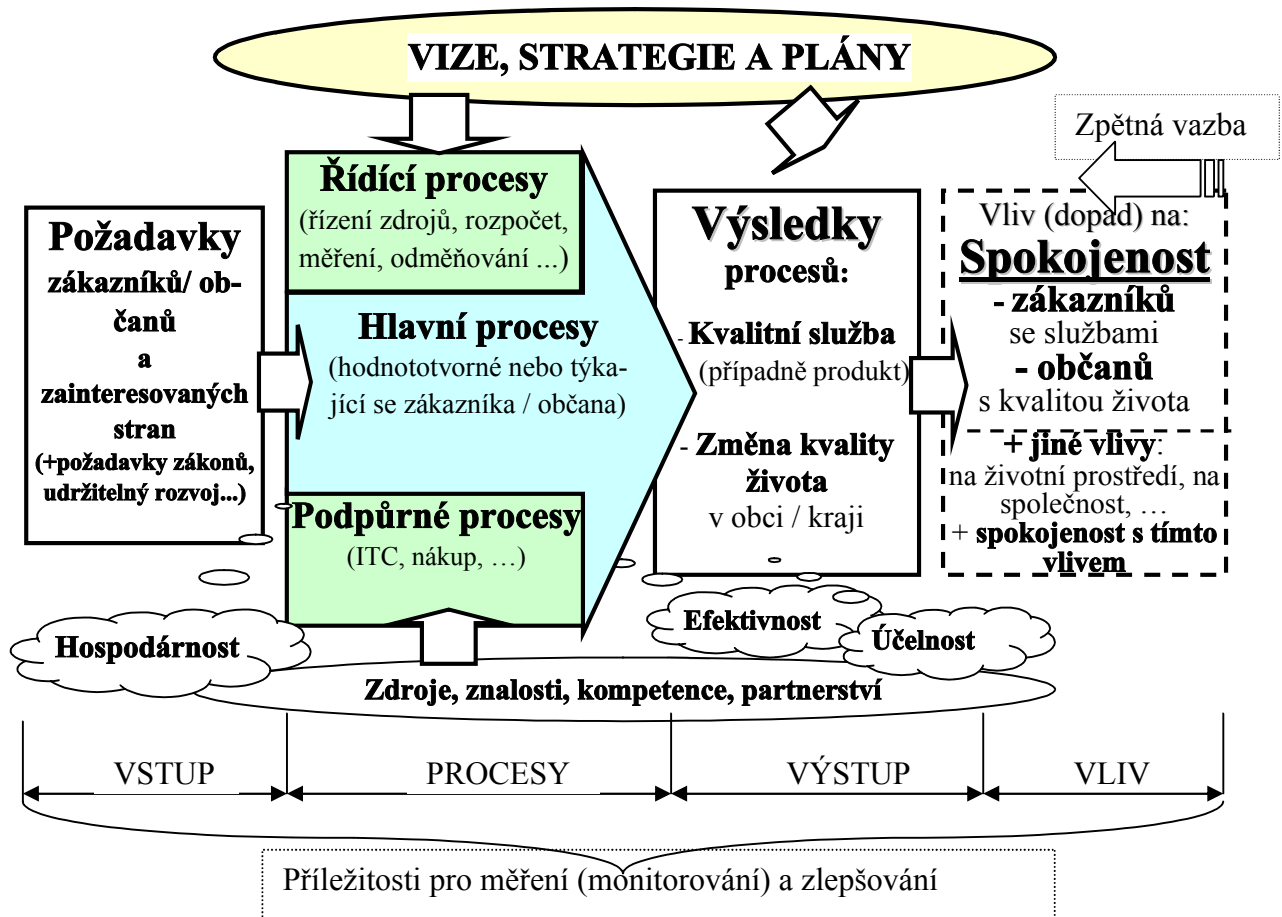 VIZE, STRATEGIE A PLÁNY
Zpětná vazba
Požadavky
zákazníků/ ob-
čanů
a
zainteresovaných
stran
(+požadavky zákonů,
udržitelný rozvoj...)
Řídící procesy
(řízení zdrojů, rozpočet,
měření, odměňování ...)
Hlavní procesy
(hodnototvorné nebo týka-
jící se zákazníka / občana)
Podpůrné procesy
(ITC, nákup, …)
Výsledky
procesů:
- Kvalitní služba
(případně produkt)
- Změna kvality
života
v obci / kraji
Vliv (dopad) na:
Spokojenost
- zákazníků
se službami
- občanů
s kvalitou života
+ jiné vlivy:
na životní prostředí, na
společnost, …
+ spokojenost s tímto
vlivem
Hospodárnost
Efektivnost
Účelnost
Zdroje, znalosti, kompetence, partnerství
VSTUP
PROCESY
VÝSTUP
VLIV
Příležitosti pro měření (monitorování) a zlepšování